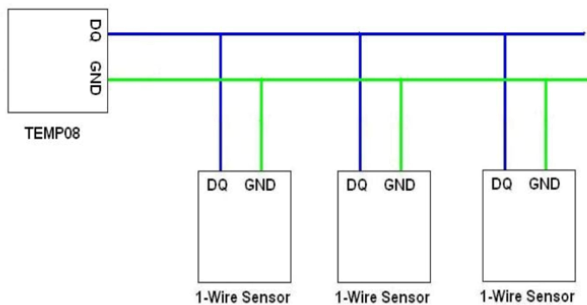 DQ
GND
TEMP08
DQ GND
DQ GND
DQ GND
1-Wire Sensor
1-Wire Sensor
1-Wire Sensor